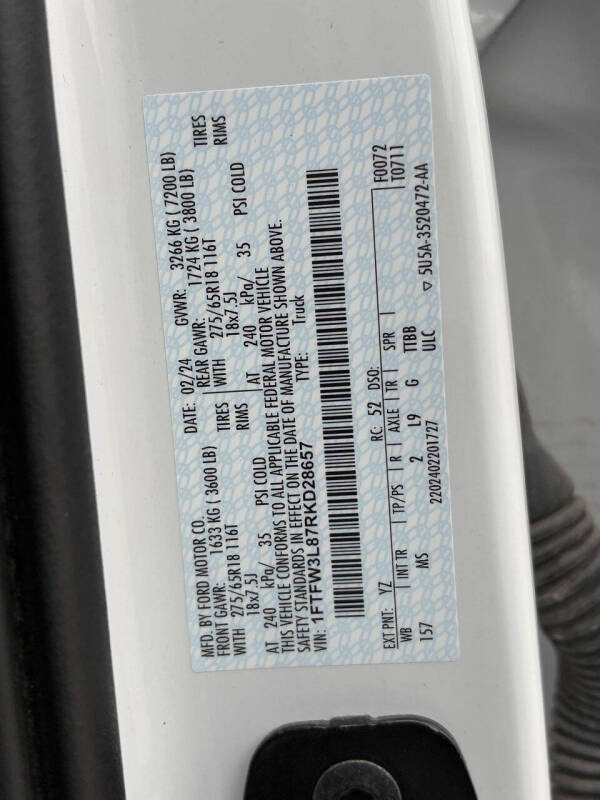 MFD. BY FORD MOTOR CO. DATE: 02/24 GVWR: 3266 KG ( 7200 LB)
FRONT GAWR: 1633 KG ( 3600 LB) REAR GAWR: 1724 KG ( 3800 LB)
WITH 275/65R18 116T TIRES WITH 275/65R18 116T TIRES
18x7.5J RIMS 18x7.5J RIMS
AT 240 kPa/ 35 PSI COLD AT 240 kPa/ 35 PSI COLD
THIS VEHICLE CONFORMS TO ALL APPLICABLE FEDERAL MOTOR VEHICLE
SAFETY STANDARDS IN EFFECT ON THE DATE OF MANUFACTURE SHOWN ABOVE.
VIN: 1FTFW3L87RKD28657 TYPE: Truck
F0072
T0711
EXT PNT: YZ RC: 52 DSO:
WB INT TR TP/PS R AXLE TR SPR
157 MS 2 L9 G TTBB
ULC
2202402201727 ▽ 5U5A-3520472-AA